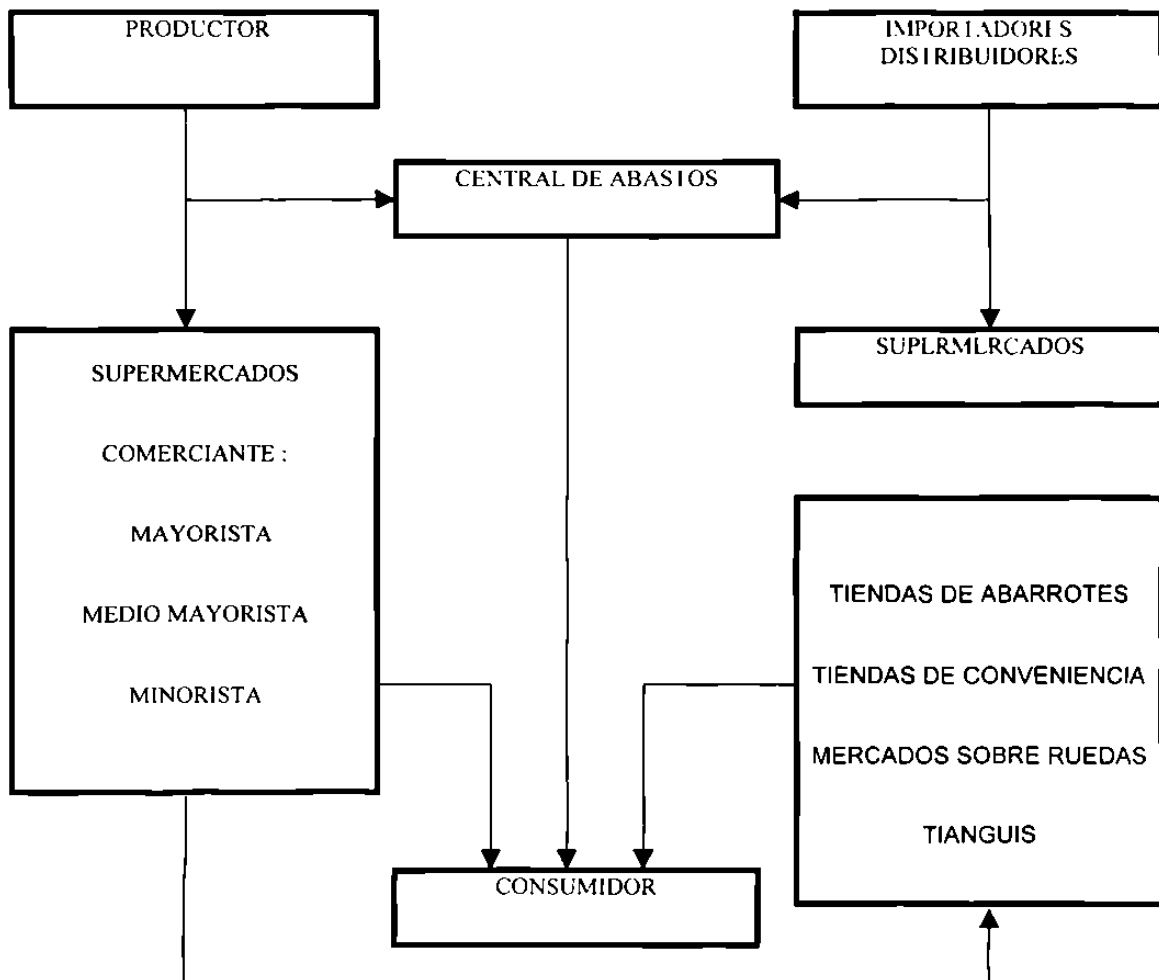 PRODUCTOR
IMPORTADORES
DISTRIBUIDORES
CENTRAL DE ABASTOS
SUPERMERCADOS
COMERCIANTE :
MAYORISTA
MEDIO MAYORISTA
MINORISTA
SUPERMERCADOS
TIENDAS DE ABARROTES
TIENDAS DE CONVENIENCIA
MERCADOS SOBRE RUEDAS
TIANGUIS
CONSUMIDOR